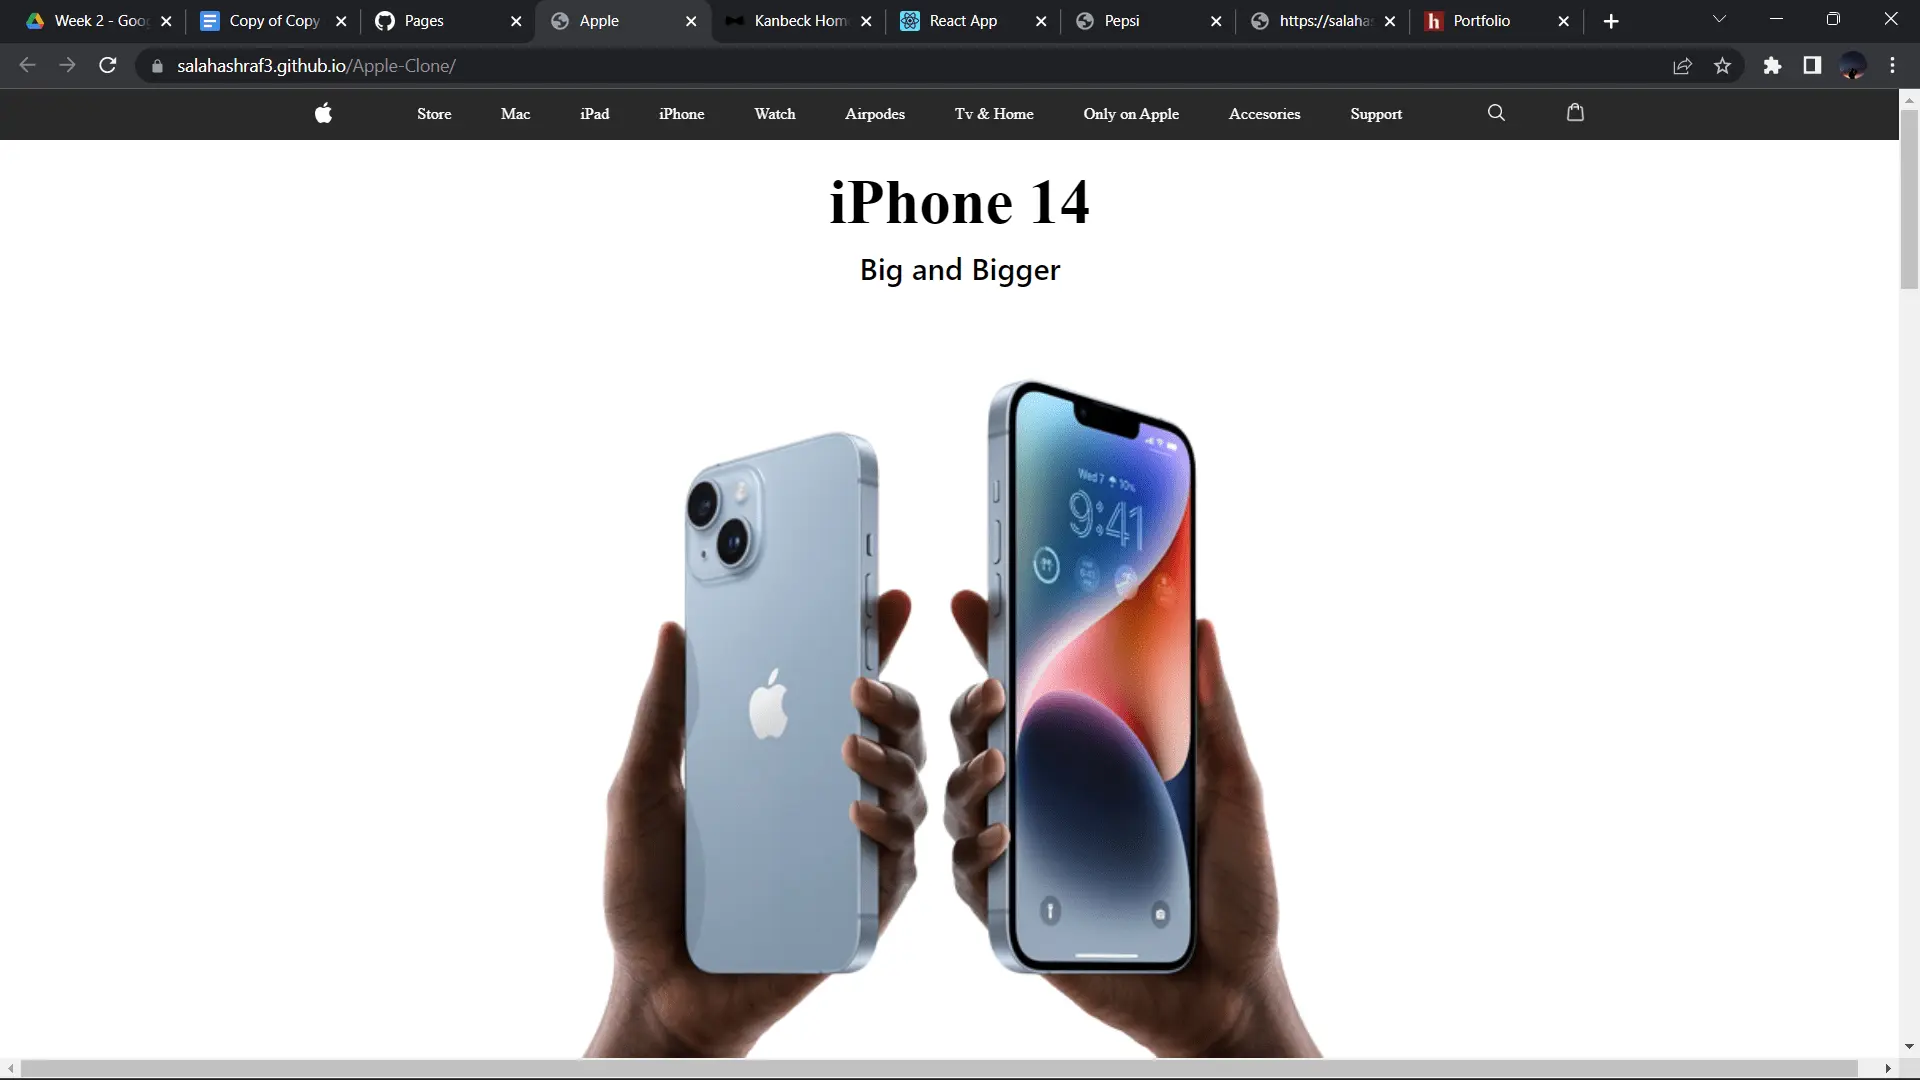 Week 2 - Goo
Copy of Copy
Pages
Apple
Kanbeck Hom
React App
Pepsi
https://salaha
Portfolio
salahashraf3.github.io/Apple-Clone/
Store
Mac
iPad
iPhone
Watch
Airpodes
Tv & Home
Only on Apple
Accesories
Support
iPhone 14
Big and Bigger
Wed 7 10%
9:41